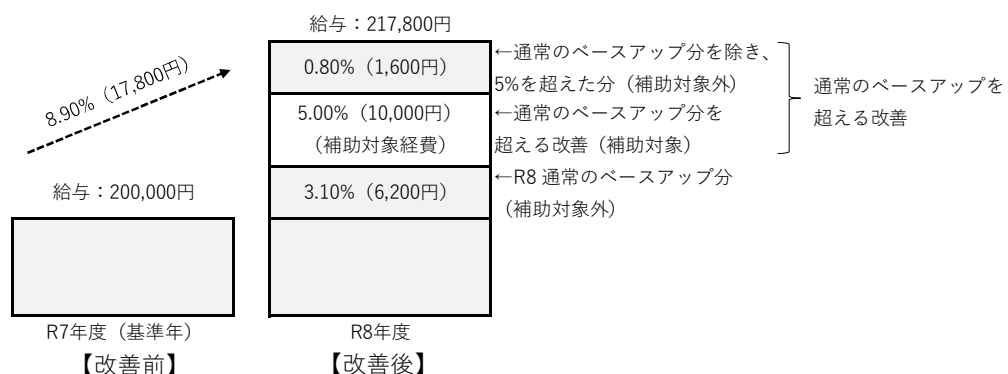 給与：217,800円
8.90%（17,800円）
0.80%（1,600円）
←通常のベースアップ分を除き、
5%を超えた分（補助対象外）
5.00%（10,000円）
（補助対象経費）
←通常のベースアップ分を
超える改善（補助対象）
通常のベースアップを
超える改善
給与：200,000円
3.10%（6,200円）
←R8 通常のベースアップ分
（補助対象外）
R7年度（基準年）
【改善前】
R8年度
【改善後】